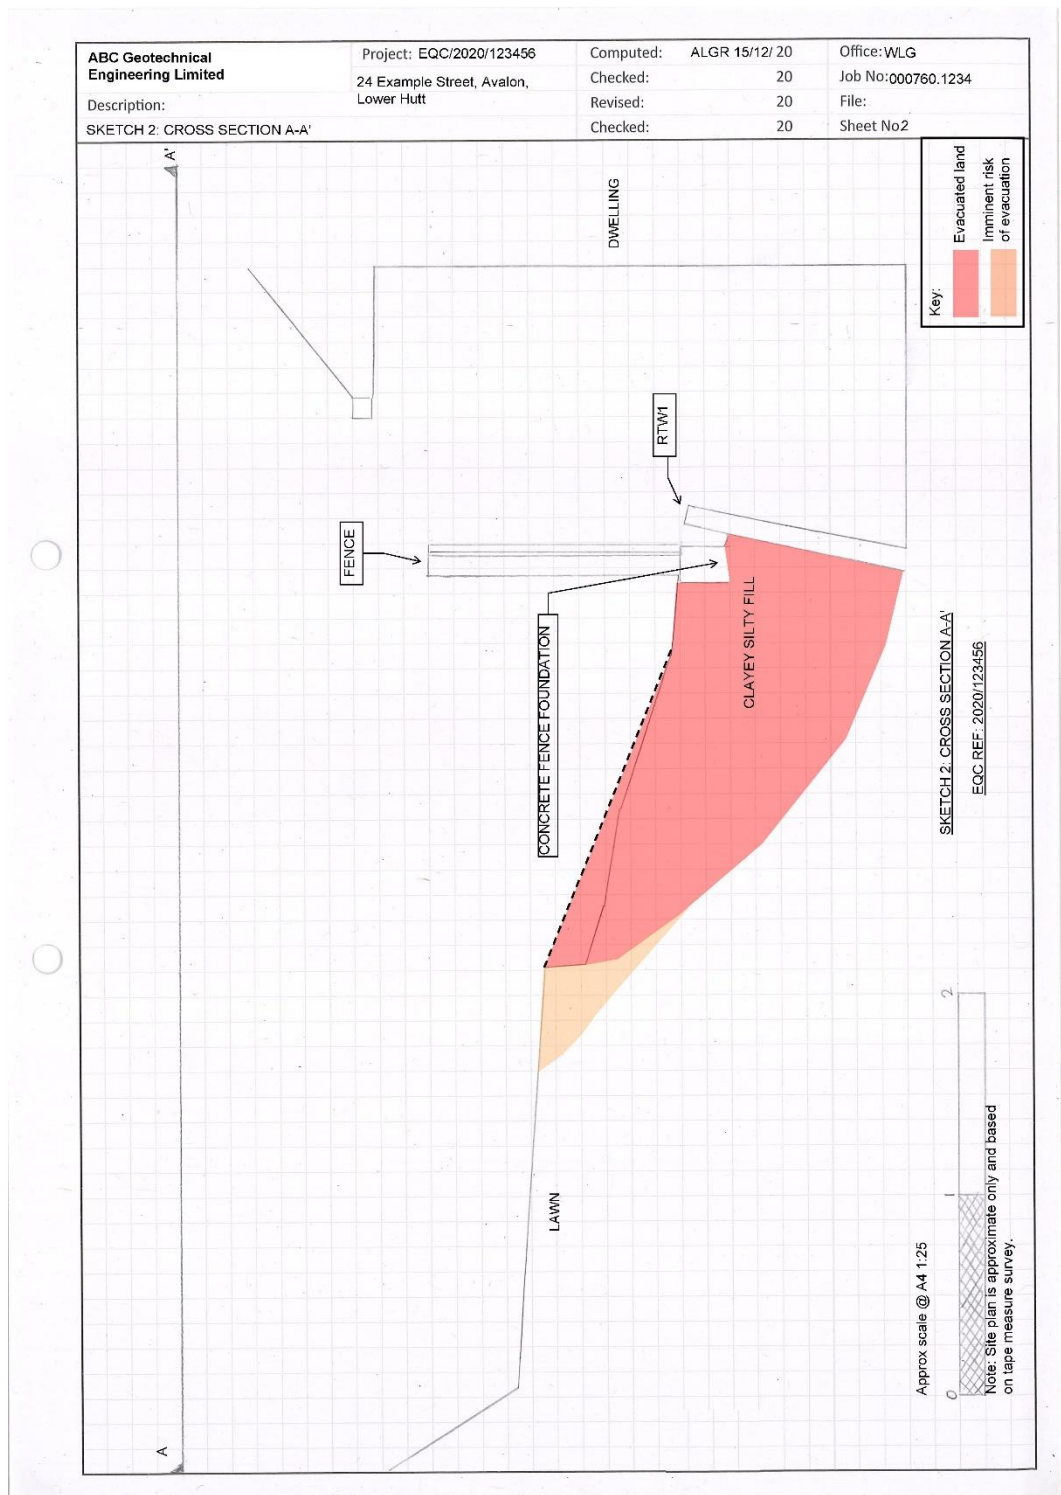 ABC Geotechnical
Engineering Limited
Description:
SKETCH 2: CROSS SECTION A-A'
Project: EQC/2020/123456
24 Example Street, Avalon,
Lower Hutt
Computed: ALGR 15/12/ 20
Checked: 20
Revised: 20
Checked: 20
Office: WLG
Job No: 000760.1234
File:
Sheet No 2
A'
DWELLING
Key:
Evacuated land
Imminent risk
of evacuation
RTW1
FENCE
CONCRETE FENCE FOUNDATION
CLAYEY SILTY FILL
SKETCH 2: CROSS SECTION A-A'
EQC REF: 2020/123456
LAWN
A
Approx scale @ A4 1:25
0 1 2
Note: Site plan is approximate only and based
on tape measure survey.